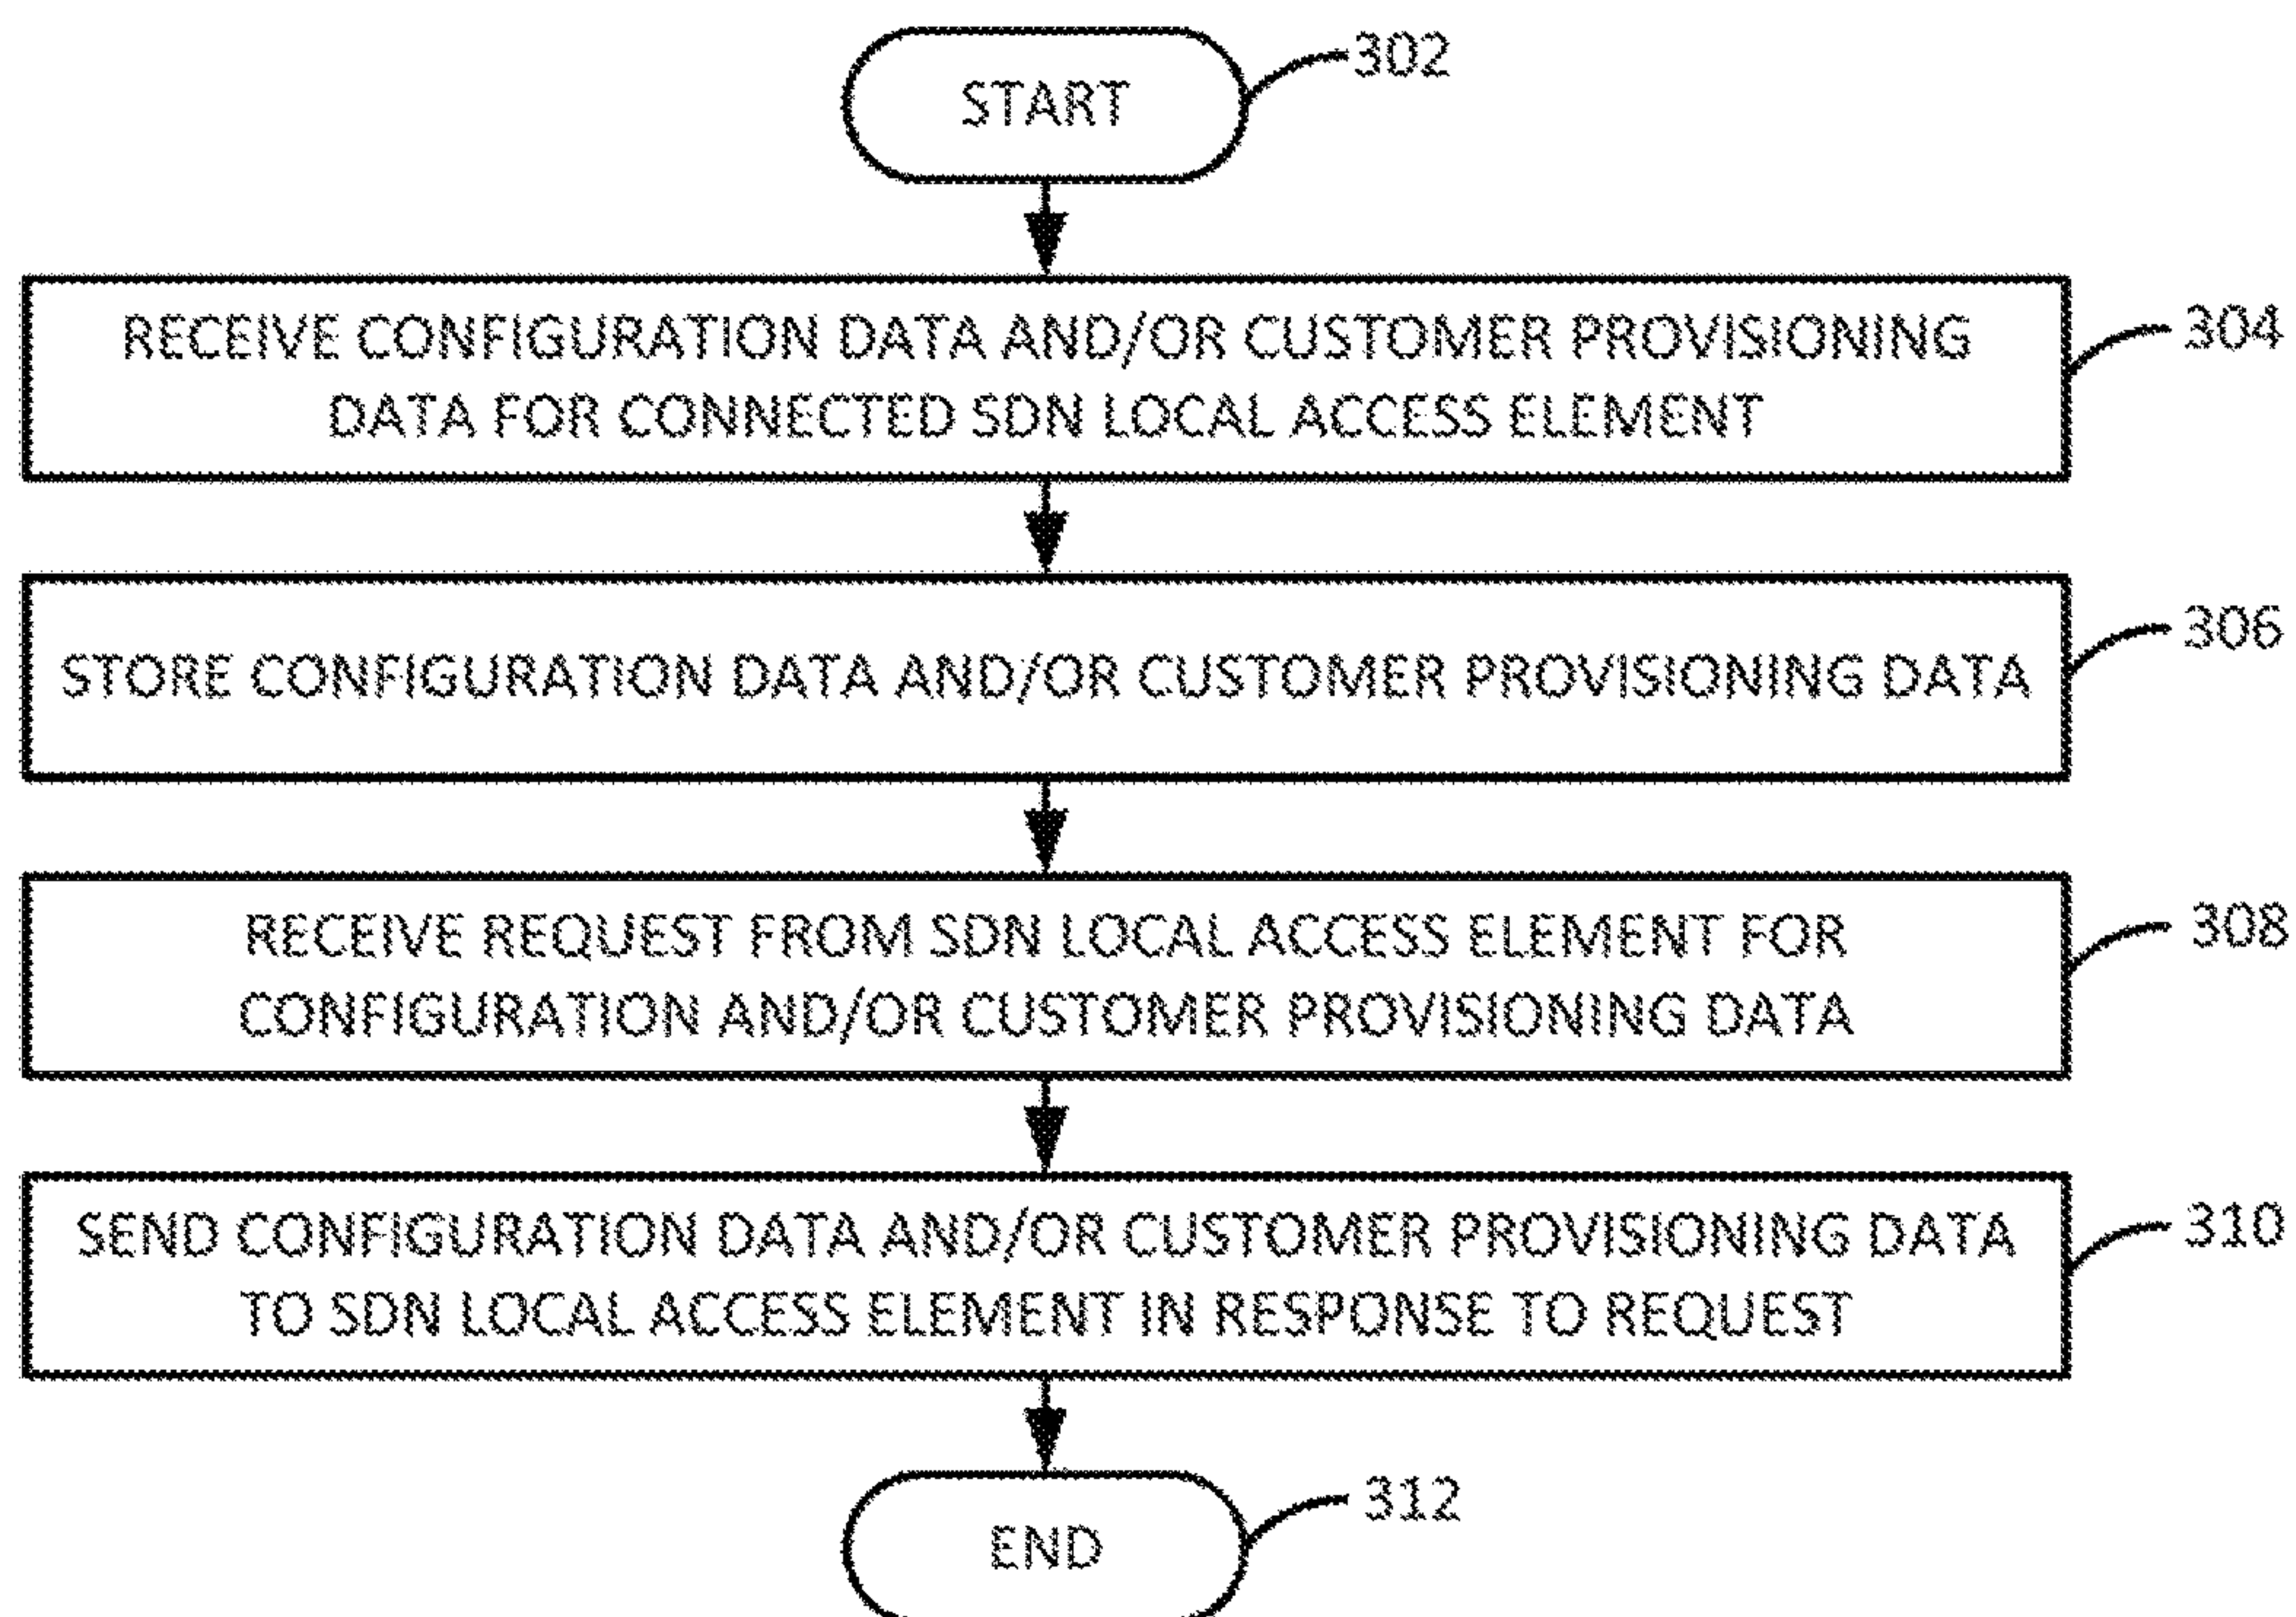 START
302
RECEIVE CONFIGURATION DATA AND/OR CUSTOMER PROVISIONING
DATA FOR CONNECTED SDN LOCAL ACCESS ELEMENT
304
STORE CONFIGURATION DATA AND/OR CUSTOMER PROVISIONING DATA
306
RECEIVE REQUEST FROM SDN LOCAL ACCESS ELEMENT FOR
CONFIGURATION AND/OR CUSTOMER PROVISIONING DATA
308
SEND CONFIGURATION DATA AND/OR CUSTOMER PROVISIONING DATA
TO SDN LOCAL ACCESS ELEMENT IN RESPONSE TO REQUEST
310
END
312